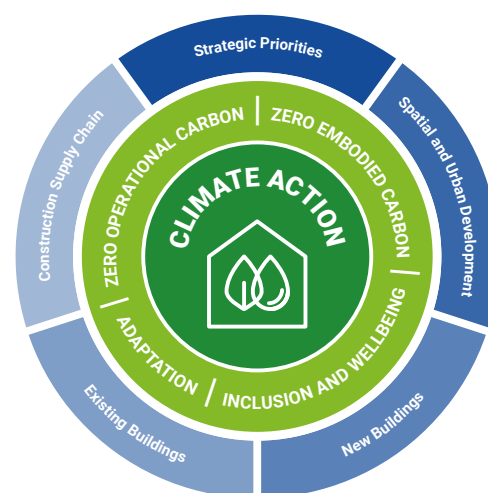 Strategic Priorities
Spatial and Urban Development
New Buildings
Existing Buildings
Construction Supply Chain
ZERO OPERATIONAL CARBON
ZERO EMBODIED CARBON
INCLUSION AND WELLBEING
ADAPTATION
CLIMATE ACTION